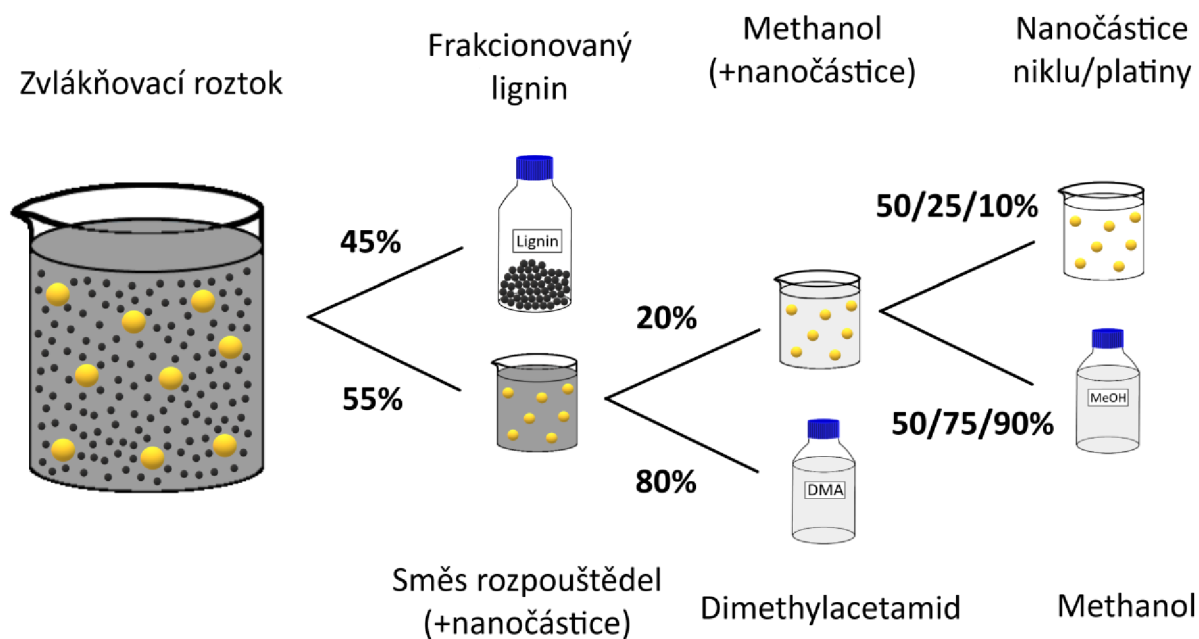 Zvlákňovací roztok
Frakcionovaný
lignin
Methanol
(+nanočástice)
Nanočástice
niklu/platiny
45%
55%
Lignin
20%
80%
DMA
50/25/10%
50/75/90%
MeOH
Směs rozpouštědel
(+nanočástice)
Dimethylacetamid
Methanol